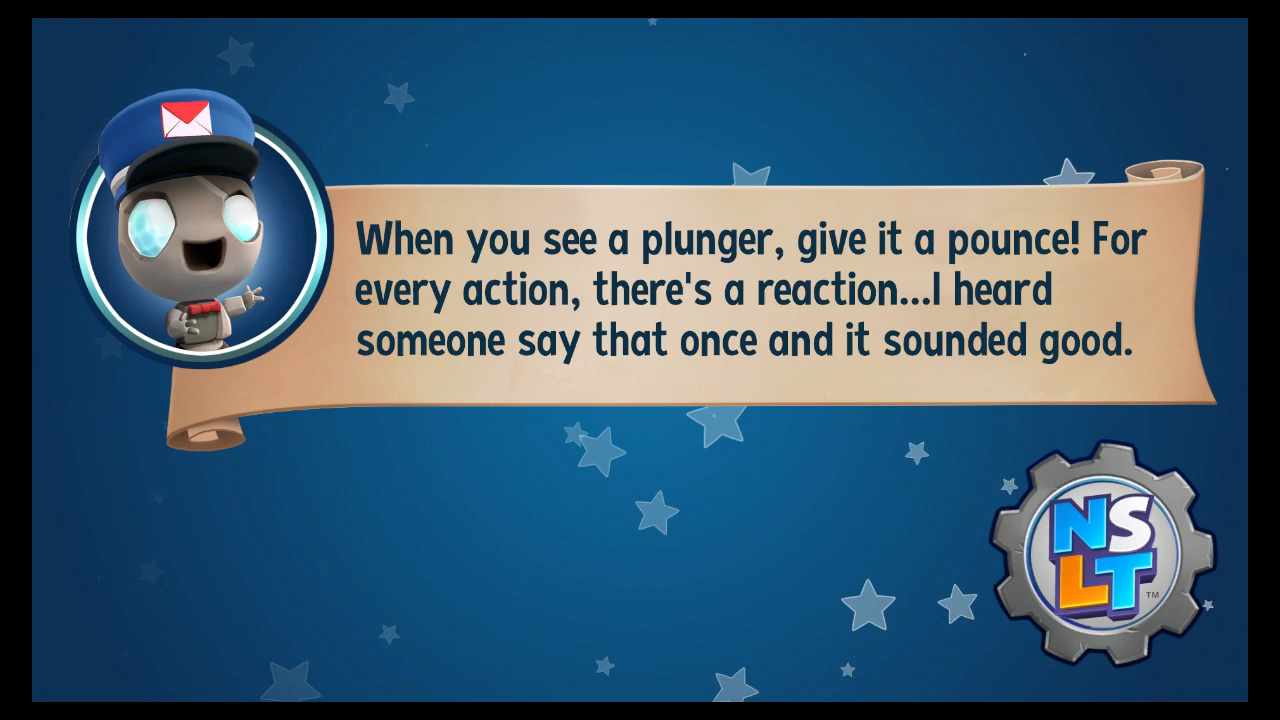 When you see a plunger, give it a pounce! For
every action, there's a reaction...I heard
someone say that once and it sounded good.
NS
LT
TM